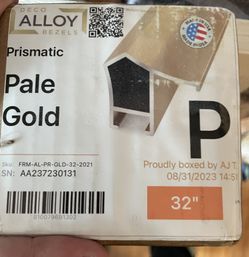 DECO
ALLOY
BEZELS
Prismatic
Pale
Gold
P
SKU: FRM-AL-PR-GLD-32-2021
SN: AA237230131
Proudly boxed by AJ T
08/31/2023 14:5
32"